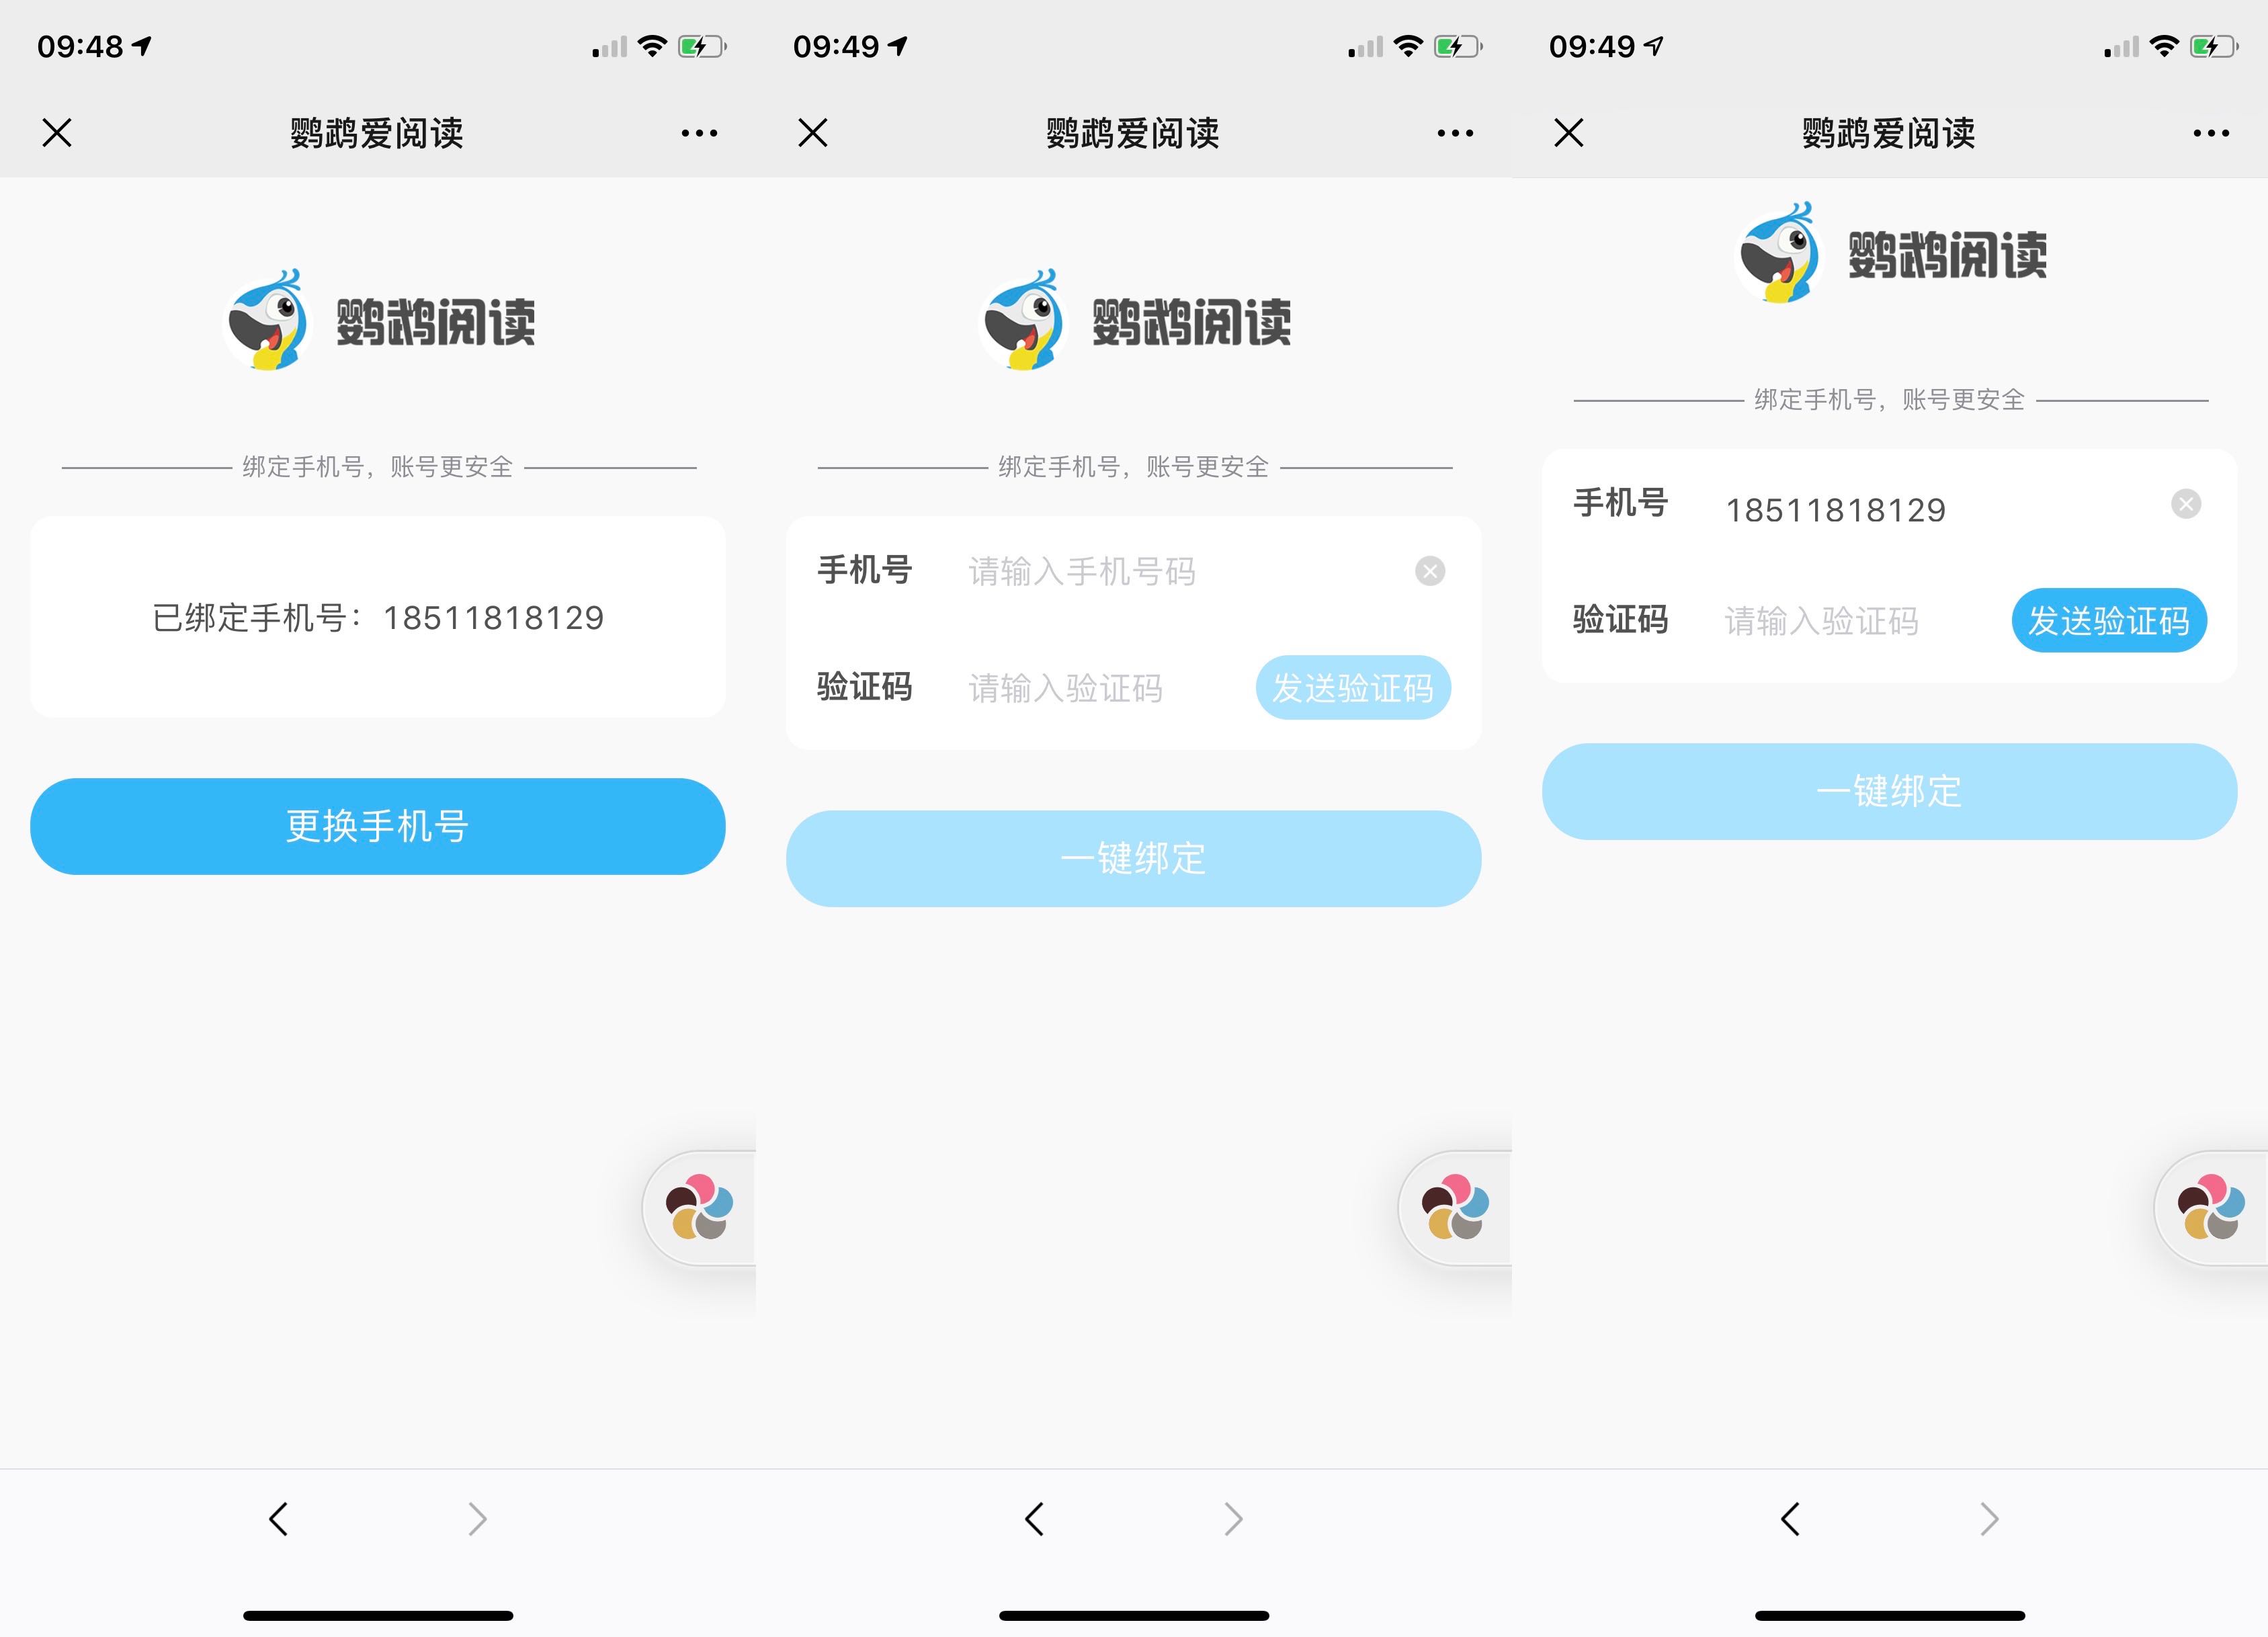 09:48
鹦鹉爱阅读
鹦鹉阅读
绑定手机号，账号更安全
已绑定手机号：18511818129
更换手机号
09:49
鹦鹉爱阅读
鹦鹉阅读
绑定手机号，账号更安全
手机号 请输入手机号码
验证码 请输入验证码 发送验证码
一键绑定
09:49
鹦鹉爱阅读
鹦鹉阅读
绑定手机号，账号更安全
手机号 18511818129
验证码 请输入验证码 发送验证码
一键绑定